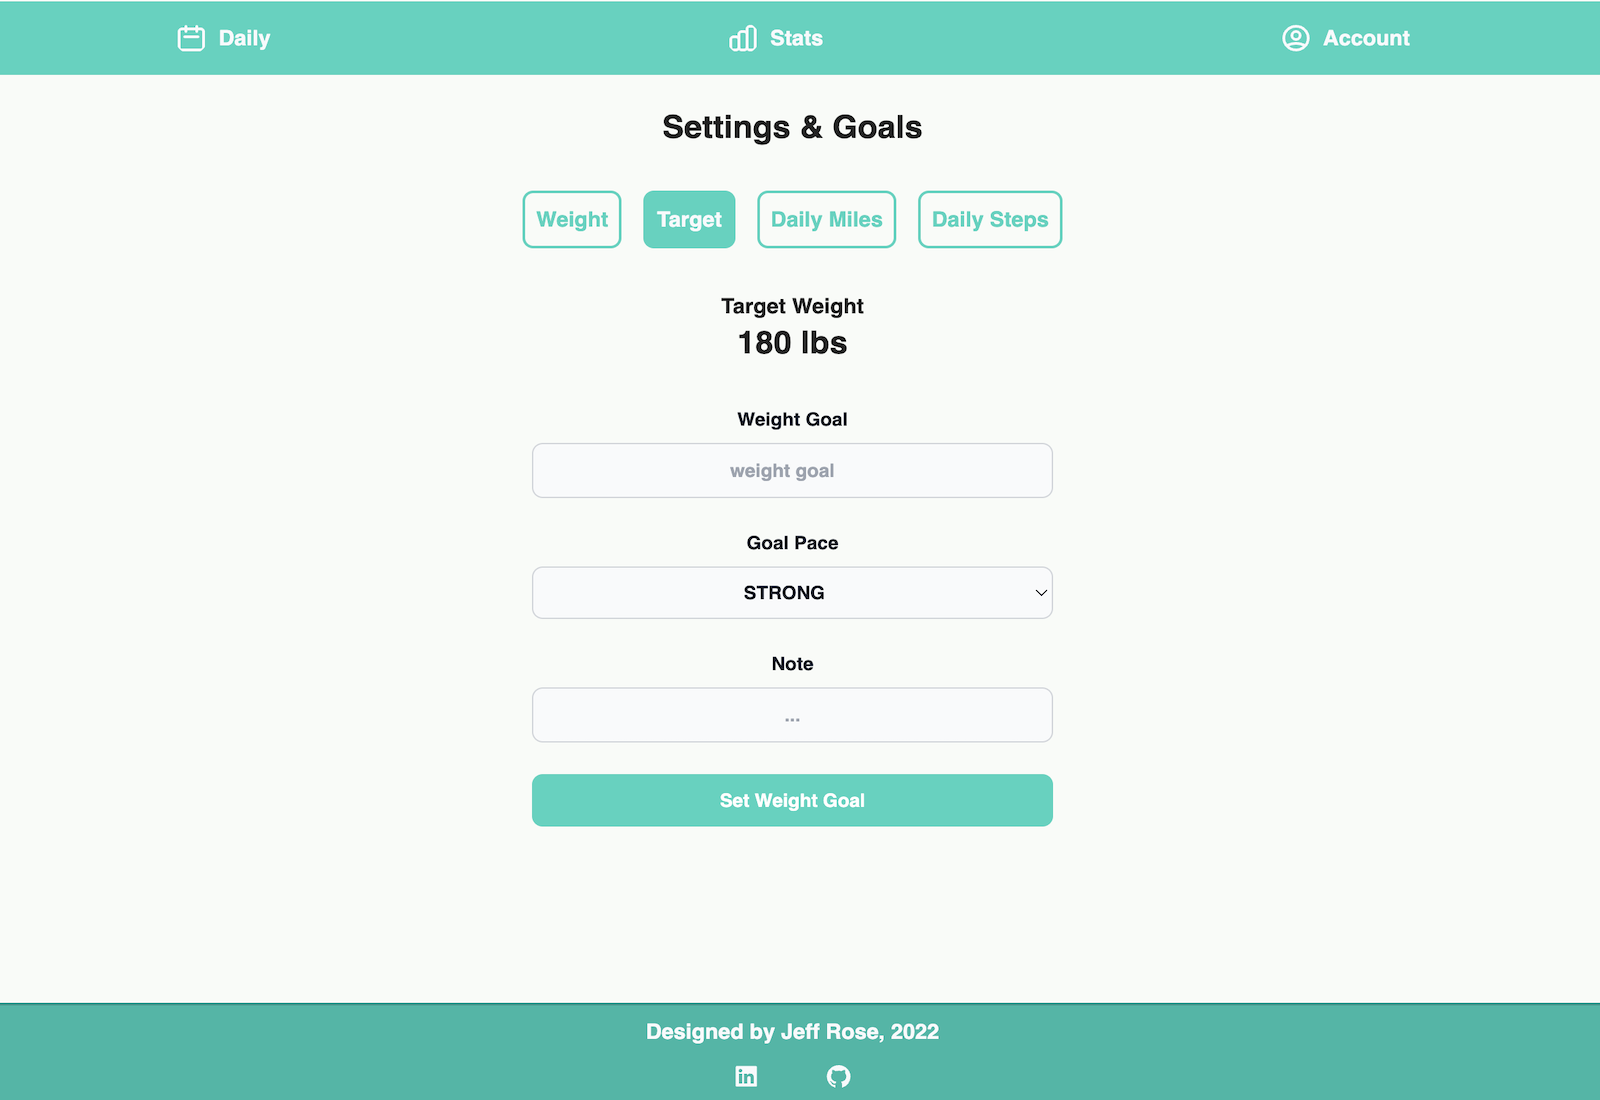 Daily Stats Account
Settings & Goals
Weight Target Daily Miles Daily Steps
Target Weight
180 lbs
Weight Goal
weight goal
Goal Pace
STRONG
Note
...
Set Weight Goal
Designed by Jeff Rose, 2022
in